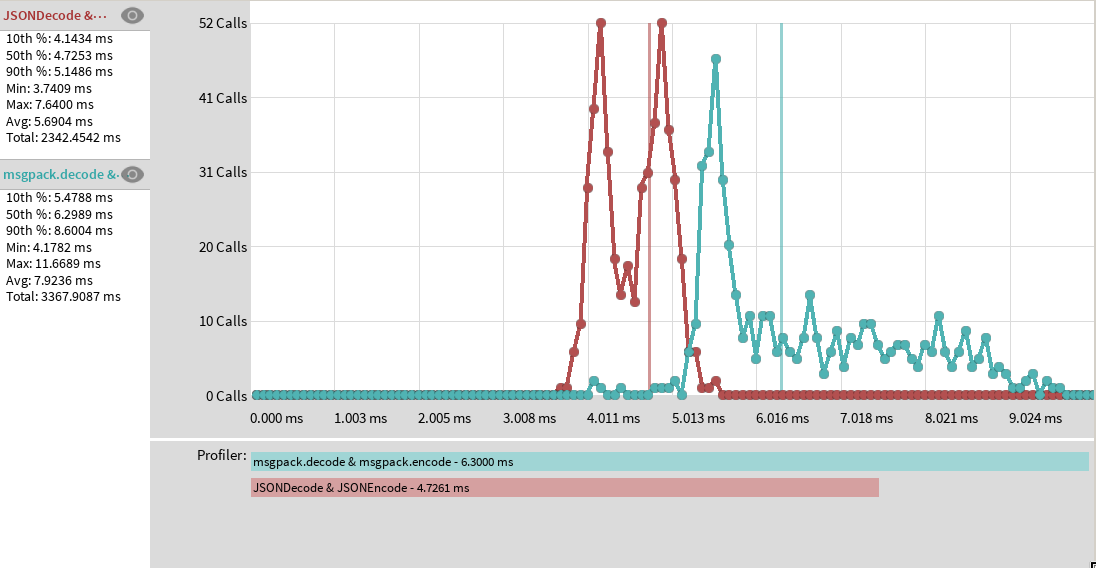 JSONDecode &...
10th %: 4.1434 ms
50th %: 4.7253 ms
90th %: 5.1486 ms
Min: 3.7409 ms
Max: 7.6400 ms
Avg: 5.6904 ms
Total: 2342.4542 ms
msgpack.decode &
10th %: 5.4788 ms
50th %: 6.2989 ms
90th %: 8.6004 ms
Min: 4.1782 ms
Max: 11.6689 ms
Avg: 7.9236 ms
Total: 3367.9087 ms
52 Calls
41 Calls
31 Calls
20 Calls
10 Calls
0 Calls
0.000 ms 1.003 ms 2.005 ms 3.008 ms 4.011 ms 5.013 ms 6.016 ms 7.018 ms 8.021 ms 9.024 ms
Profiler:
msgpack.decode & msgpack.encode - 6.3000 ms
JSONDecode & JSONEncode - 4.7261 ms